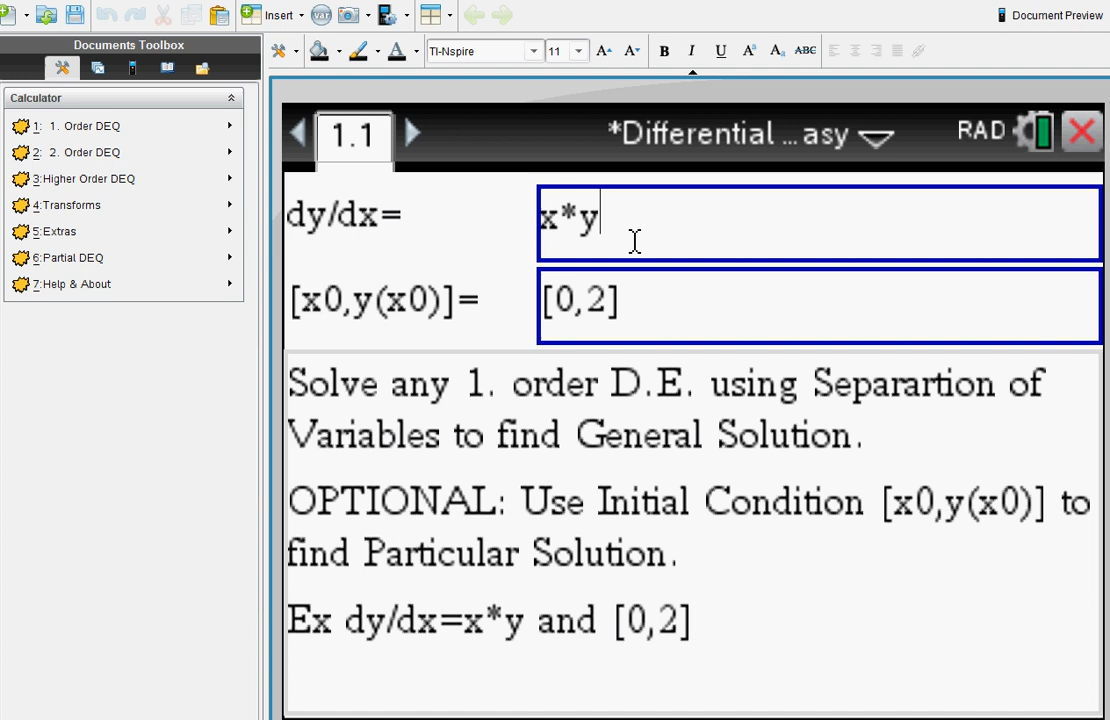 Insert
Document Preview
Documents Toolbox
TI-Nspire
11
A
A
B
I
U
A
A
ABC
Calculator
1: 1. Order DEQ
2: 2. Order DEQ
3:Higher Order DEQ
4:Transforms
5:Extras
6:Partial DEQ
7:Help & About
1.1
*Differential ...asy
RAD
dy/dx=
x*y
[x0,y(x0)]=
[0,2]
Solve any 1. order D.E. using Separartion of
Variables to find General Solution.
OPTIONAL: Use Initial Condition [x0,y(x0)] to
find Particular Solution.
Ex dy/dx=x*y and [0,2]